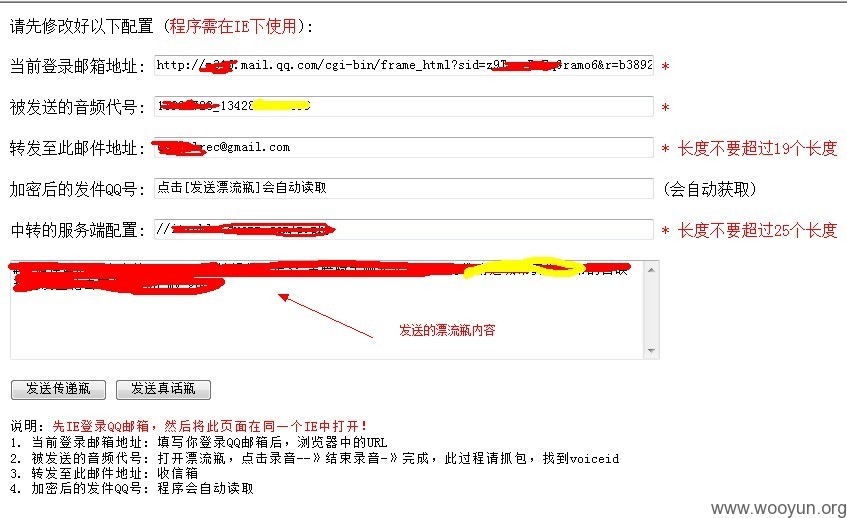 请先修改好以下配置（程序需在IE下使用）：
当前登录邮箱地址： http:// .mail.qq.com/cgi-bin/frame_html?sid=z9 ramo6&r=b3892 *
被发送的音频代号： _13428 *
转发至此邮件地址： rec@gmail.com * 长度不要超过19个长度
加密后的发件QQ号： 点击[发送漂流瓶]会自动读取 (会自动获取)
中转的服务端配置： // * 长度不要超过25个长度
发送的漂流瓶内容
发送传递瓶 发送真话瓶
说明：先IE登录QQ邮箱，然后将此页面在同一个IE中打开！
1. 当前登录邮箱地址：填写你登录QQ邮箱后，浏览器中的URL
2. 被发送的音频代号：打开漂流瓶，点击录音--》结束录音-》完成，此过程请抓包，找到voiceid
3. 转发至此邮件地址：收信箱
4. 加密后的发件QQ号：程序会自动读取
www.wooyun.org